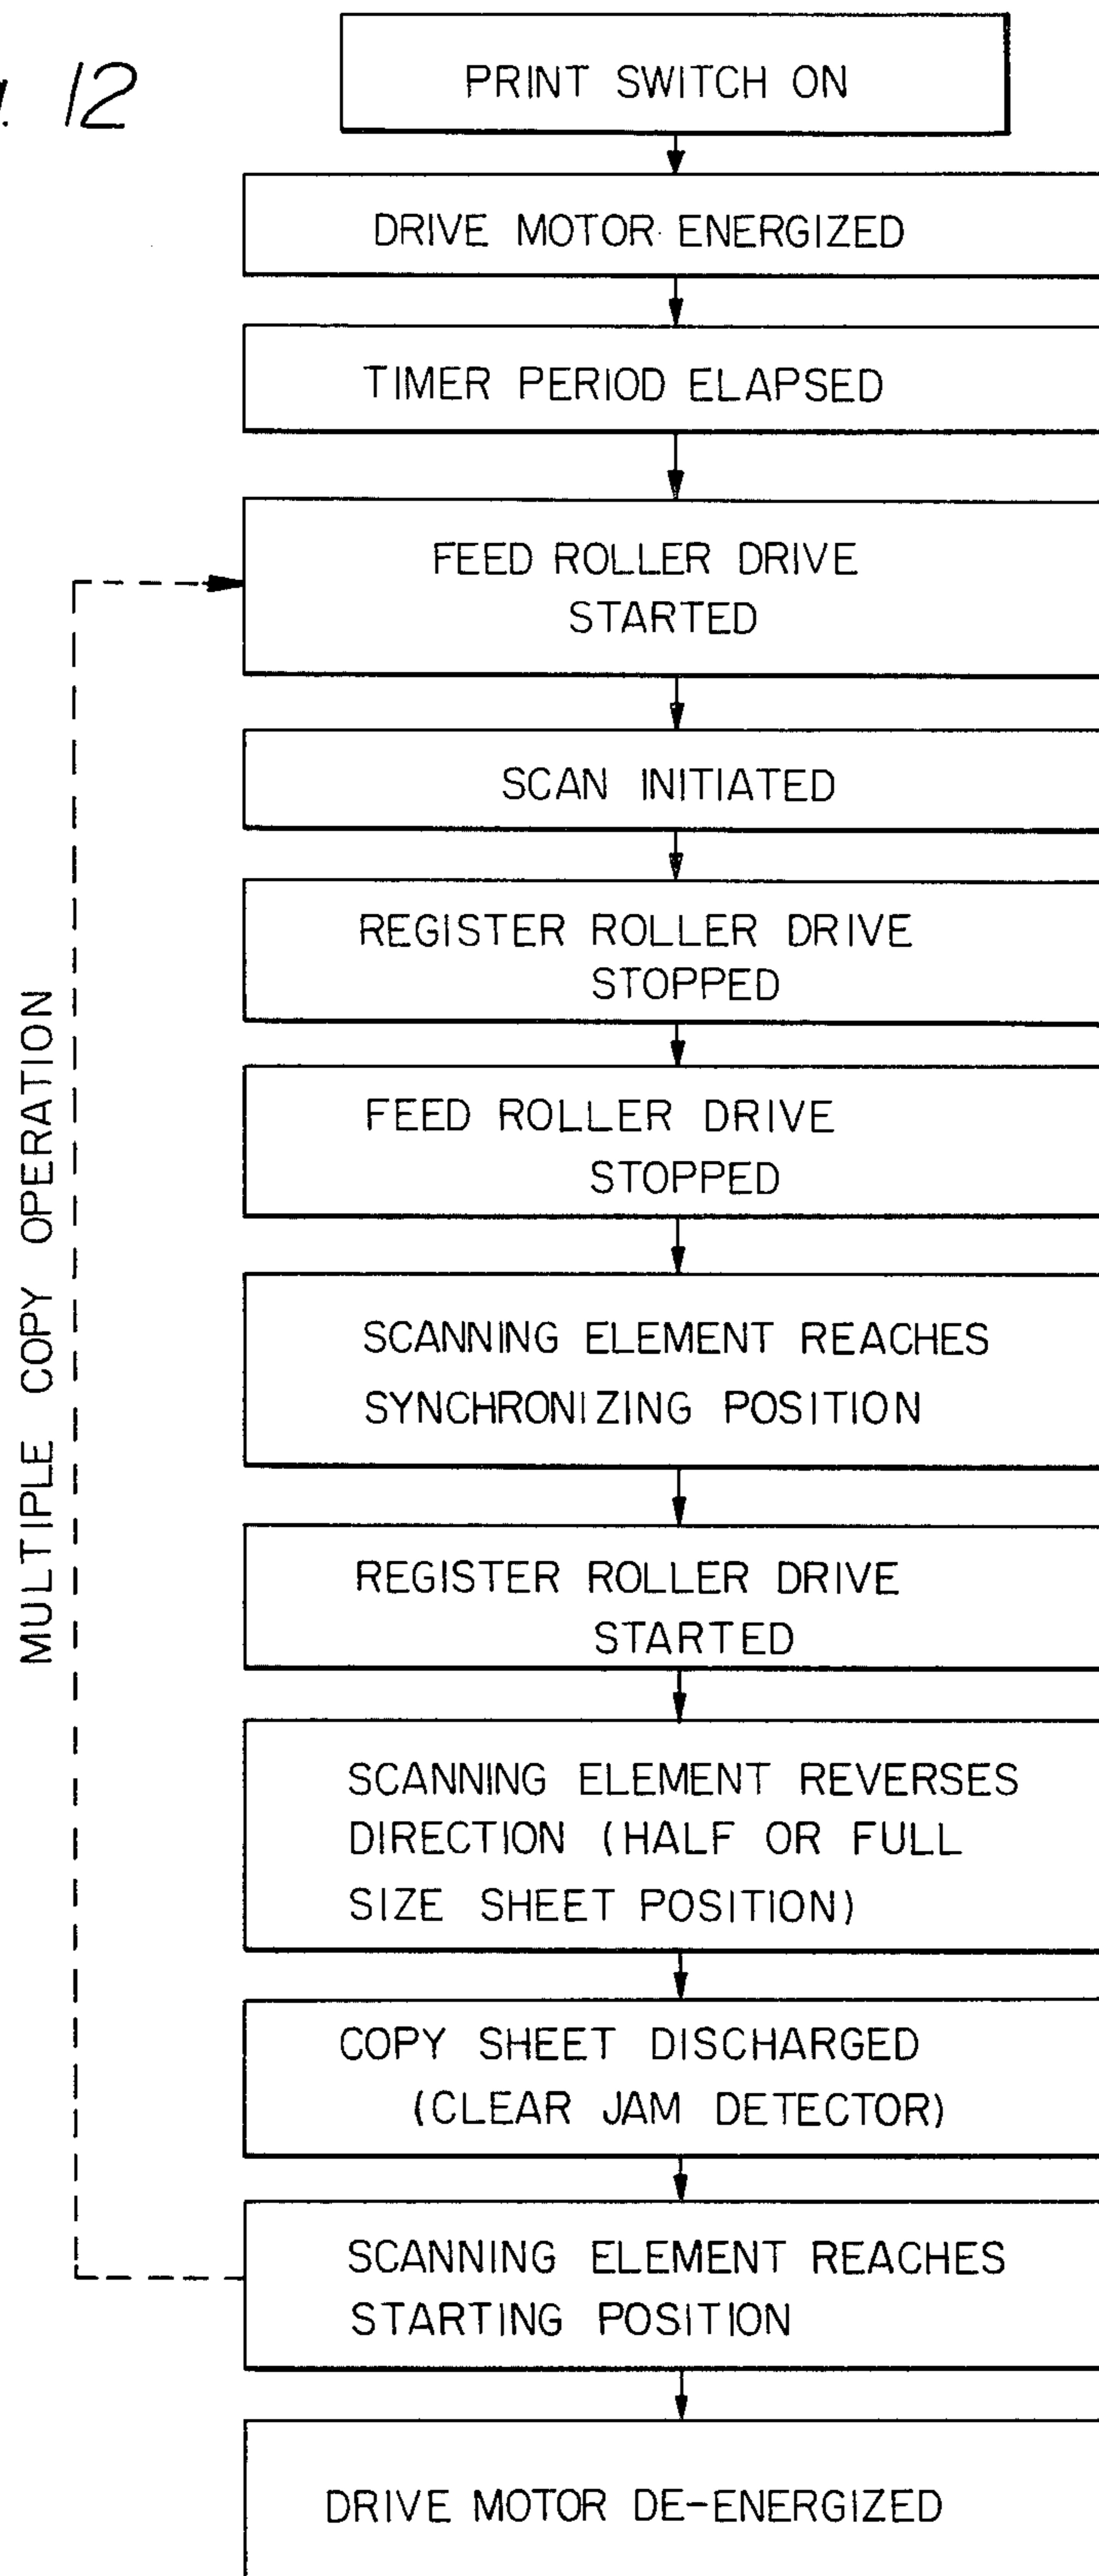 12
PRINT SWITCH ON
DRIVE MOTOR ENERGIZED
TIMER PERIOD ELAPSED
FEED ROLLER DRIVE
STARTED
SCAN INITIATED
REGISTER ROLLER DRIVE
STOPPED
FEED ROLLER DRIVE
STOPPED
SCANNING ELEMENT REACHES
SYNCHRONIZING POSITION
REGISTER ROLLER DRIVE
STARTED
SCANNING ELEMENT REVERSES
DIRECTION (HALF OR FULL
SIZE SHEET POSITION)
COPY SHEET DISCHARGED
(CLEAR JAM DETECTOR)
SCANNING ELEMENT REACHES
STARTING POSITION
DRIVE MOTOR DE-ENERGIZED
MULTIPLE COPY OPERATION